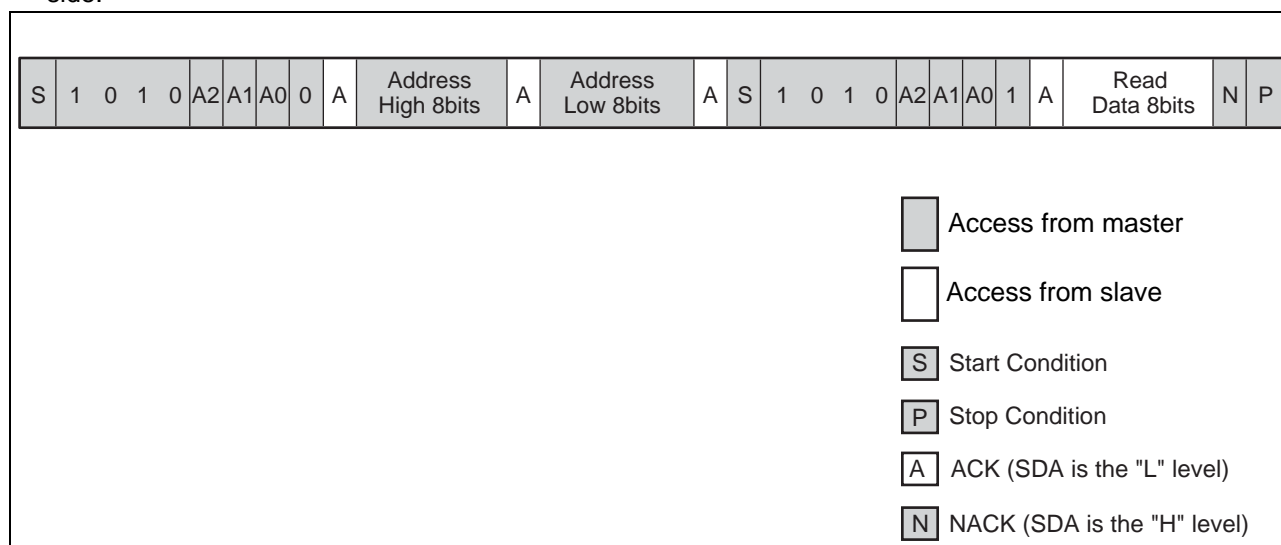 side.
S 1 0 1 0 A2 A1 A0 0 A Address High 8bits A Address Low 8bits A S 1 0 1 0 A2 A1 A0 1 A Read Data 8bits N P
Access from master
Access from slave
S Start Condition
P Stop Condition
A ACK (SDA is the "L" level)
N NACK (SDA is the "H" level)